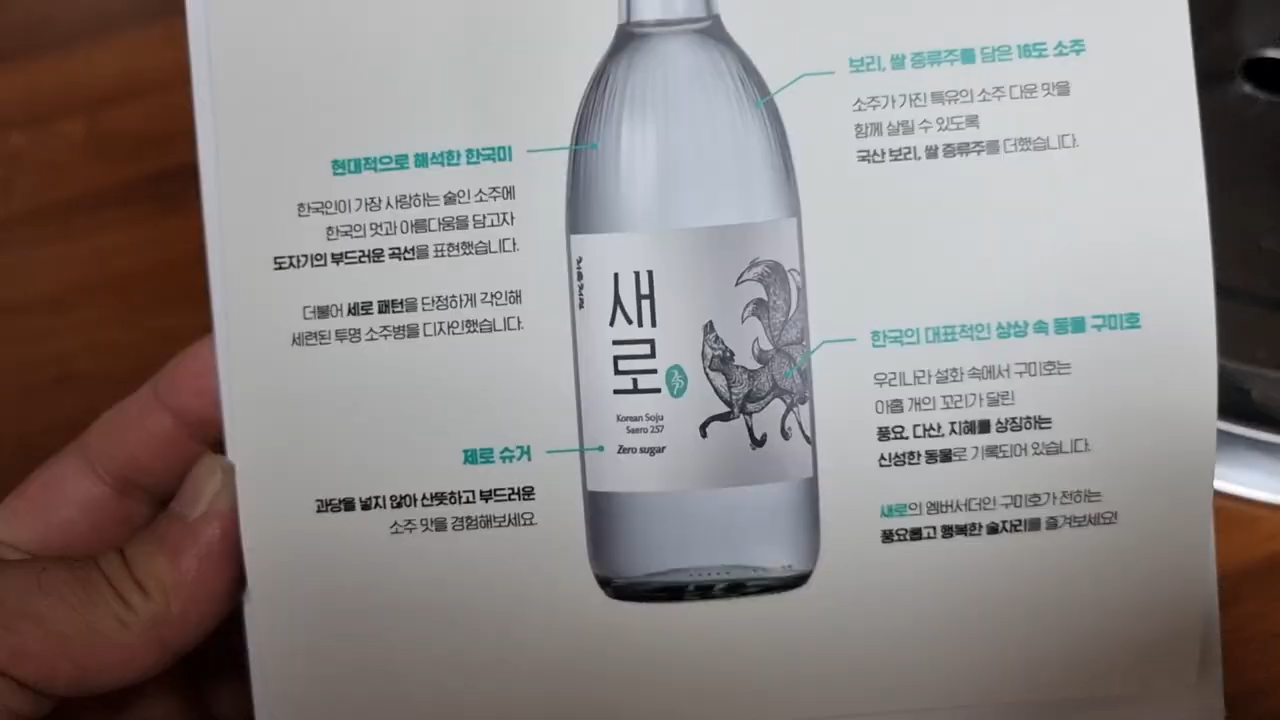 현대적으로 해석한 한국미
한국인이 가장 사랑하는 술인 소주에
한국의 멋과 아름다움을 담고자
도자기의 부드러운 곡선을 표현했습니다.
더불어 세로 패턴을 단정하게 각인해
세련된 투명 소주병을 디자인했습니다.
제로 슈거
과당을 넣지 않아 산뜻하고 부드러운
소주 맛을 경험해보세요.
처음처럼
새
로
Korean Soju
Saero 257
Zero sugar
보리, 쌀 증류주를 담은 16도 소주
소주가 가진 특유의 소주 다운 맛을
함께 살릴 수 있도록
국산 보리, 쌀 증류주를 더했습니다.
한국의 대표적인 상상 속 동물 구미호
우리나라 설화 속에서 구미호는
아홉 개의 꼬리가 달린
풍요, 다산, 지혜를 상징하는
신성한 동물로 기록되어 있습니다.
새로의 엠버서더인 구미호가 전하는
풍요롭고 행복한 술자리를 즐겨보세요!